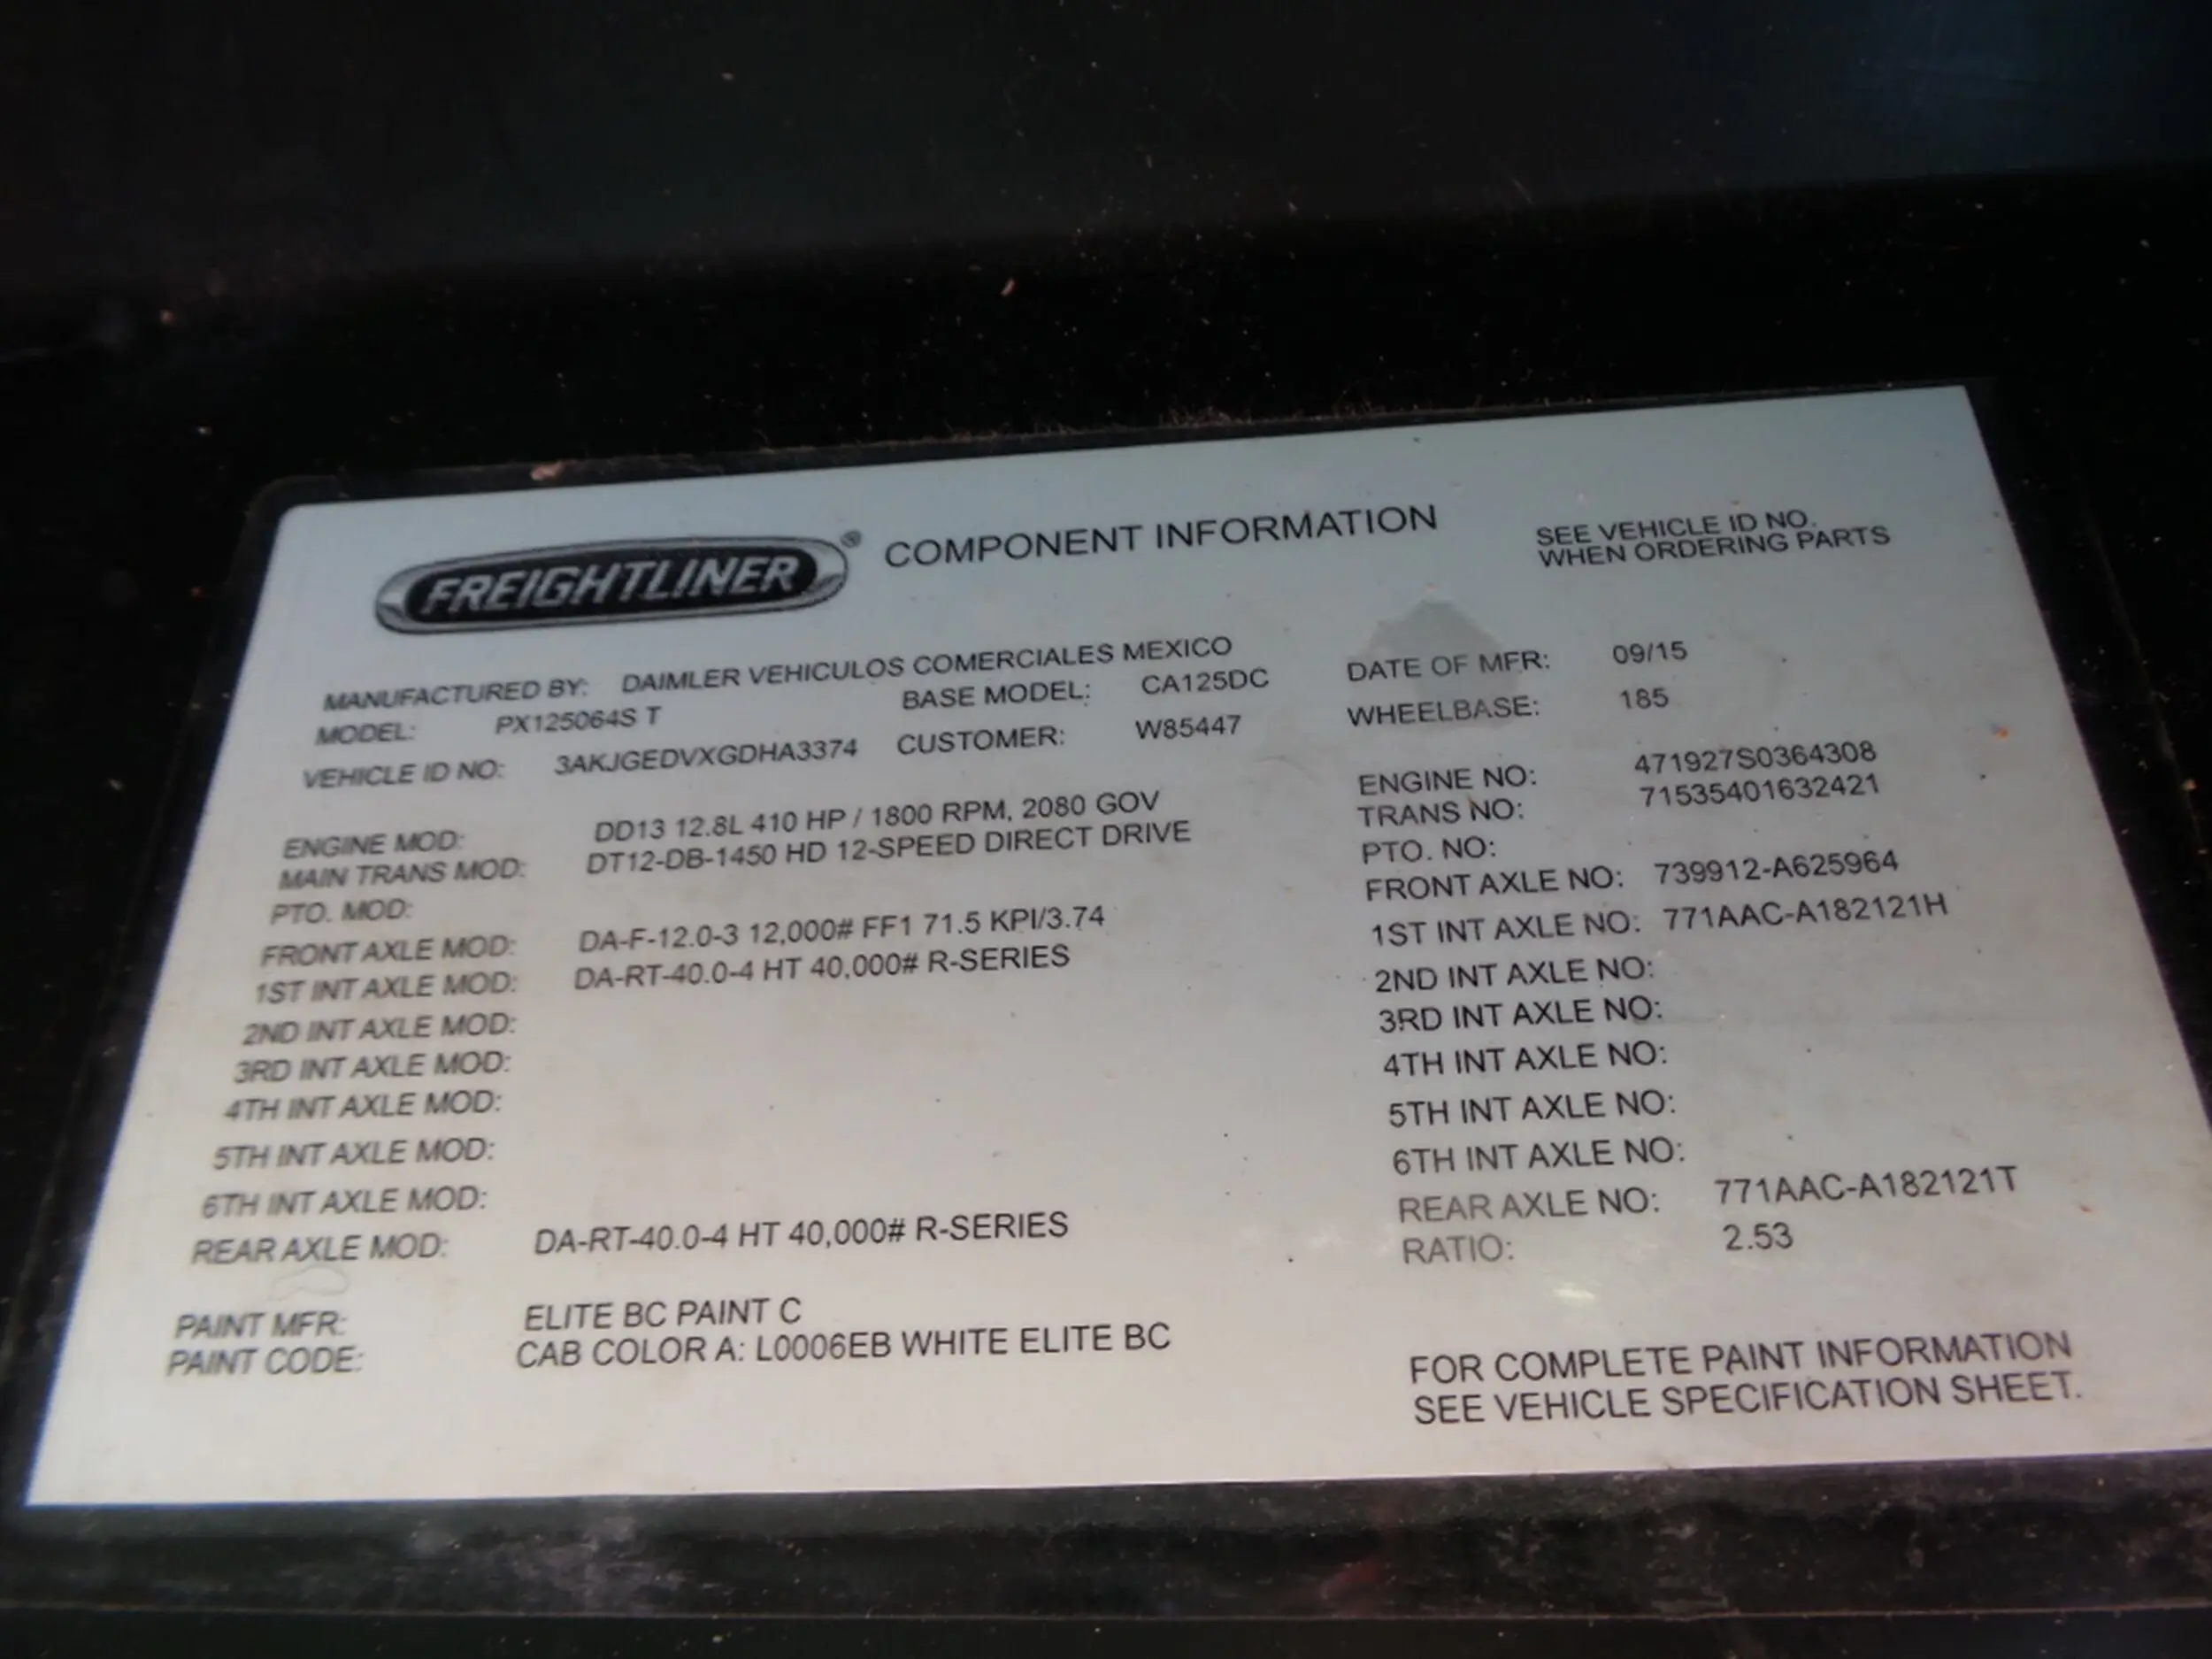 FREIGHTLINER® COMPONENT INFORMATION
SEE VEHICLE ID NO.
WHEN ORDERING PARTS
MANUFACTURED BY: DAIMLER VEHICULOS COMERCIALES MEXICO DATE OF MFR: 09/15
MODEL: PX125064S T BASE MODEL: CA125DC WHEELBASE: 185
VEHICLE ID NO: 3AKJGEDVXGDHA3374 CUSTOMER: W85447
ENGINE MOD: DD13 12.8L 410 HP / 1800 RPM, 2080 GOV ENGINE NO: 471927S0364308
MAIN TRANS MOD: DT12-DB-1450 HD 12-SPEED DIRECT DRIVE TRANS NO: 71535401632421
PTO. MOD: PTO. NO:
FRONT AXLE MOD: DA-F-12.0-3 12,000# FF1 71.5 KPI/3.74 FRONT AXLE NO: 739912-A625964
1ST INT AXLE MOD: DA-RT-40.0-4 HT 40,000# R-SERIES 1ST INT AXLE NO: 771AAC-A182121H
2ND INT AXLE MOD: 2ND INT AXLE NO:
3RD INT AXLE MOD: 3RD INT AXLE NO:
4TH INT AXLE MOD: 4TH INT AXLE NO:
5TH INT AXLE MOD: 5TH INT AXLE NO:
6TH INT AXLE MOD: 6TH INT AXLE NO:
REAR AXLE MOD: DA-RT-40.0-4 HT 40,000# R-SERIES REAR AXLE NO: 771AAC-A182121T
RATIO: 2.53
PAINT MFR: ELITE BC PAINT C
PAINT CODE: CAB COLOR A: L0006EB WHITE ELITE BC
FOR COMPLETE PAINT INFORMATION
SEE VEHICLE SPECIFICATION SHEET.